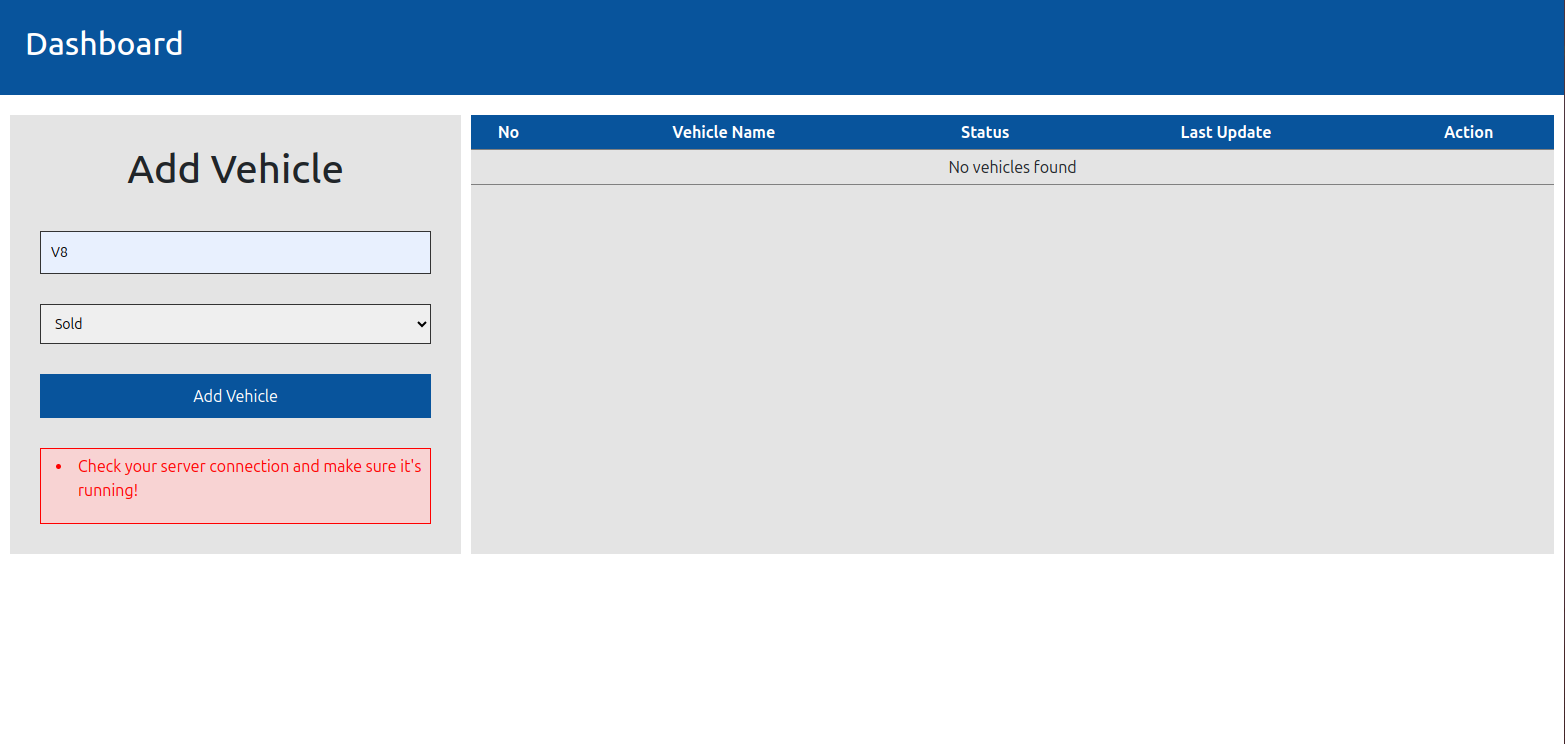 Dashboard
Add Vehicle
V8
Sold
Add Vehicle
Check your server connection and make sure it's
running!
No Vehicle Name Status Last Update Action
No vehicles found